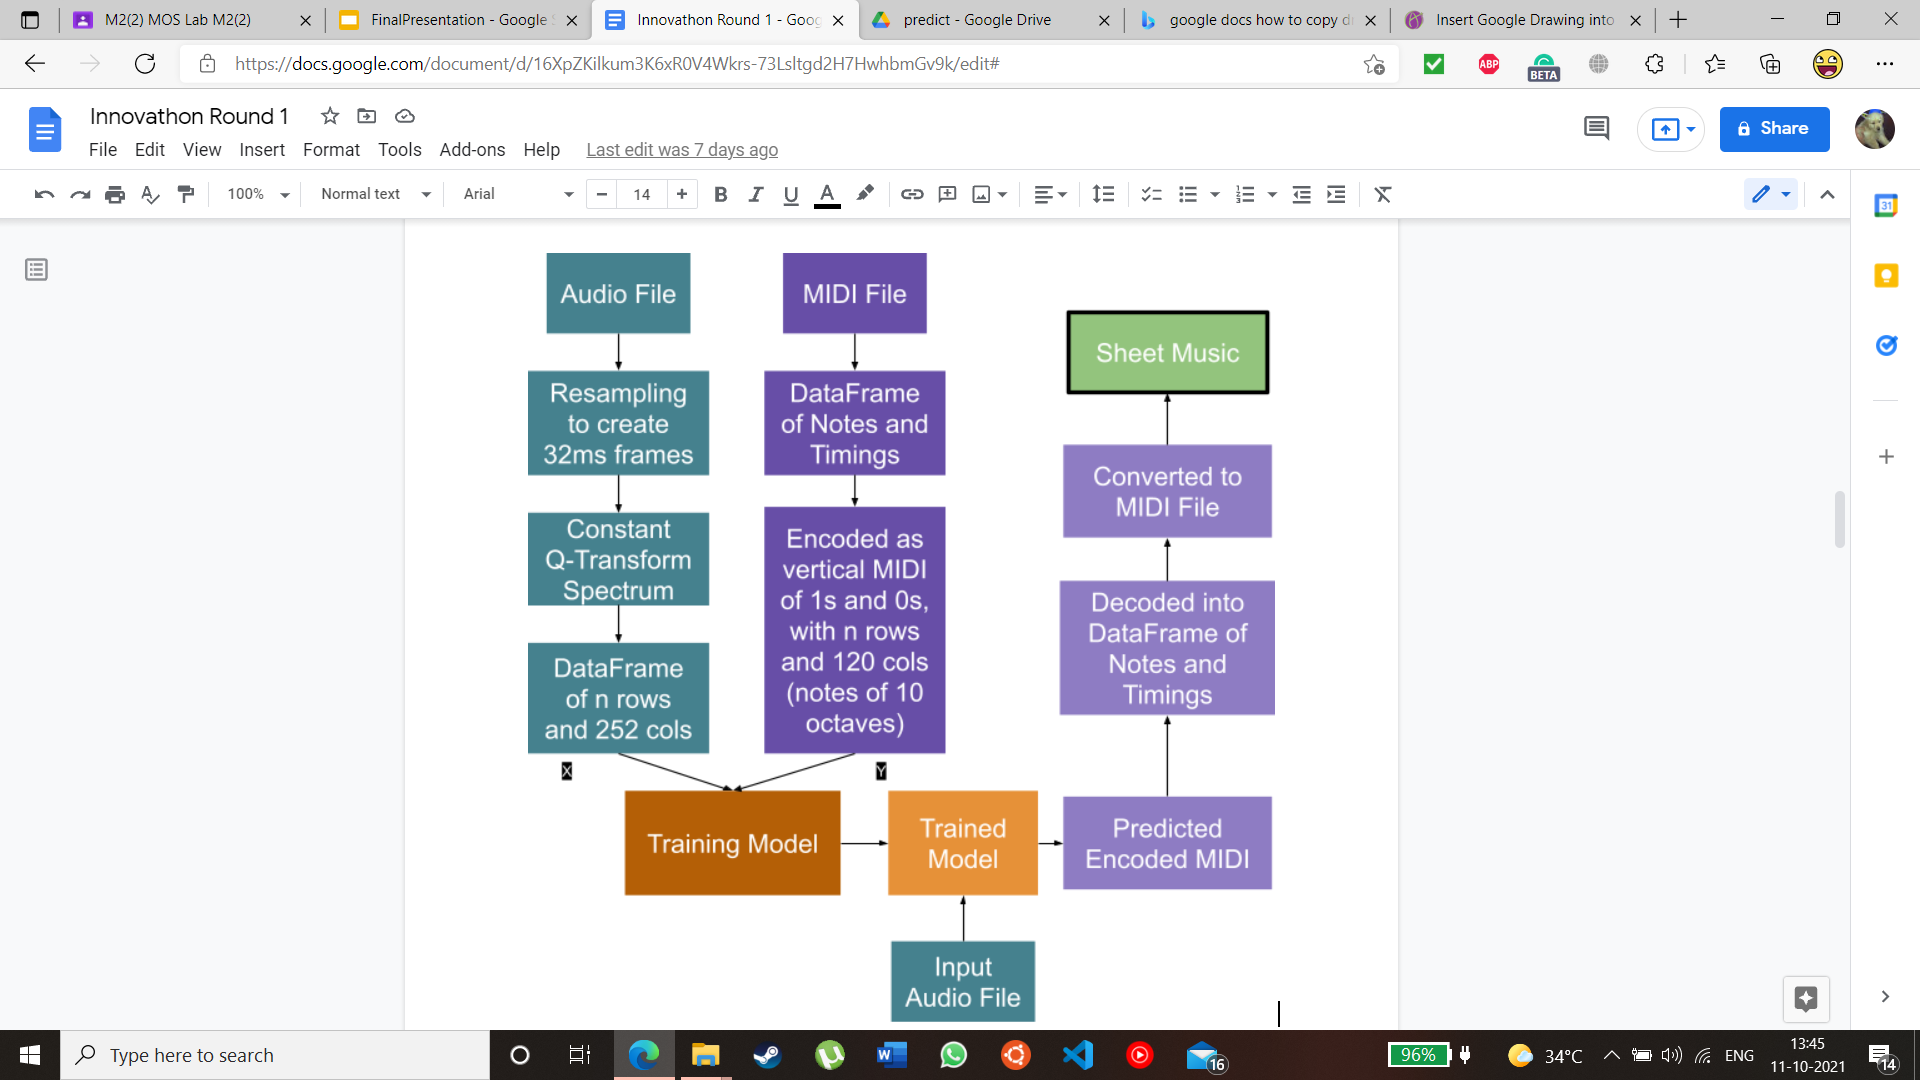 M2(2) MOS Lab M2(2)
FinalPresentation - Google S
Innovathon Round 1 - Goog
predict - Google Drive
google docs how to copy d
Insert Google Drawing into
https://docs.google.com/document/d/16XpZKilkum3K6xR0V4Wkrs-73Lsltgd2H7HwhbmGv9k/edit#
ABP
BETA
Innovathon Round 1
Share
File Edit View Insert Format Tools Add-ons Help Last edit was 7 days ago
100% Normal text Arial 14 B I U A
31
Audio File
Resampling
to create
32ms frames
Constant
Q-Transform
Spectrum
DataFrame
of n rows
and 252 cols
X
MIDI File
DataFrame
of Notes and
Timings
Encoded as
vertical MIDI
of 1s and 0s,
with n rows
and 120 cols
(notes of 10
octaves)
Y
Training Model
Trained
Model
Input
Audio File
Predicted
Encoded MIDI
Decoded into
DataFrame of
Notes and
Timings
Converted to
MIDI File
Sheet Music
Type here to search
W
16
96%
34°C
ENG
13:45
11-10-2021
14